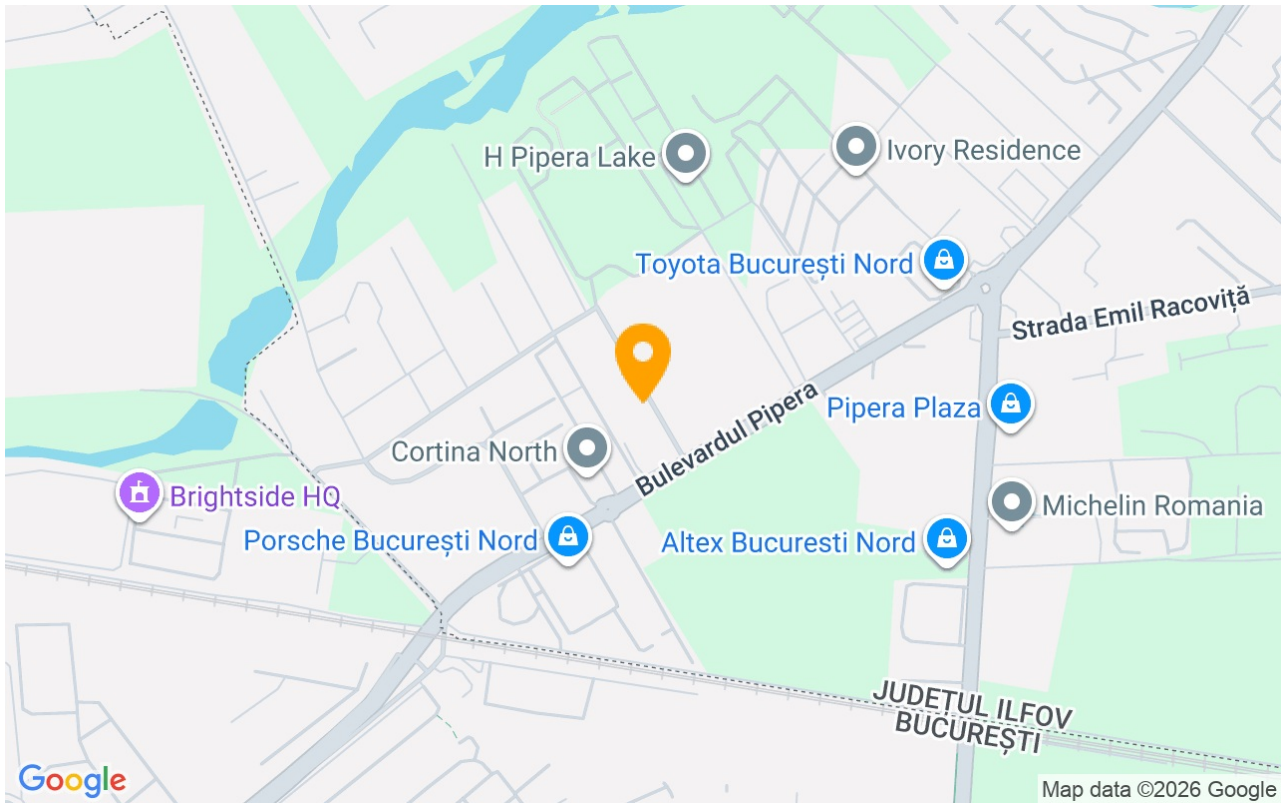 H Pipera Lake
Ivory Residence
Toyota București Nord
Strada Emil Racoviță
Bulevardul Pipera
Pipera Plaza
Cortina North
Brightside HQ
Porsche București Nord
Altex Bucuresti Nord
Michelin Romania
JUDEȚUL ILFOV
BUCUREȘTI
Google
Map data ©2026 Google